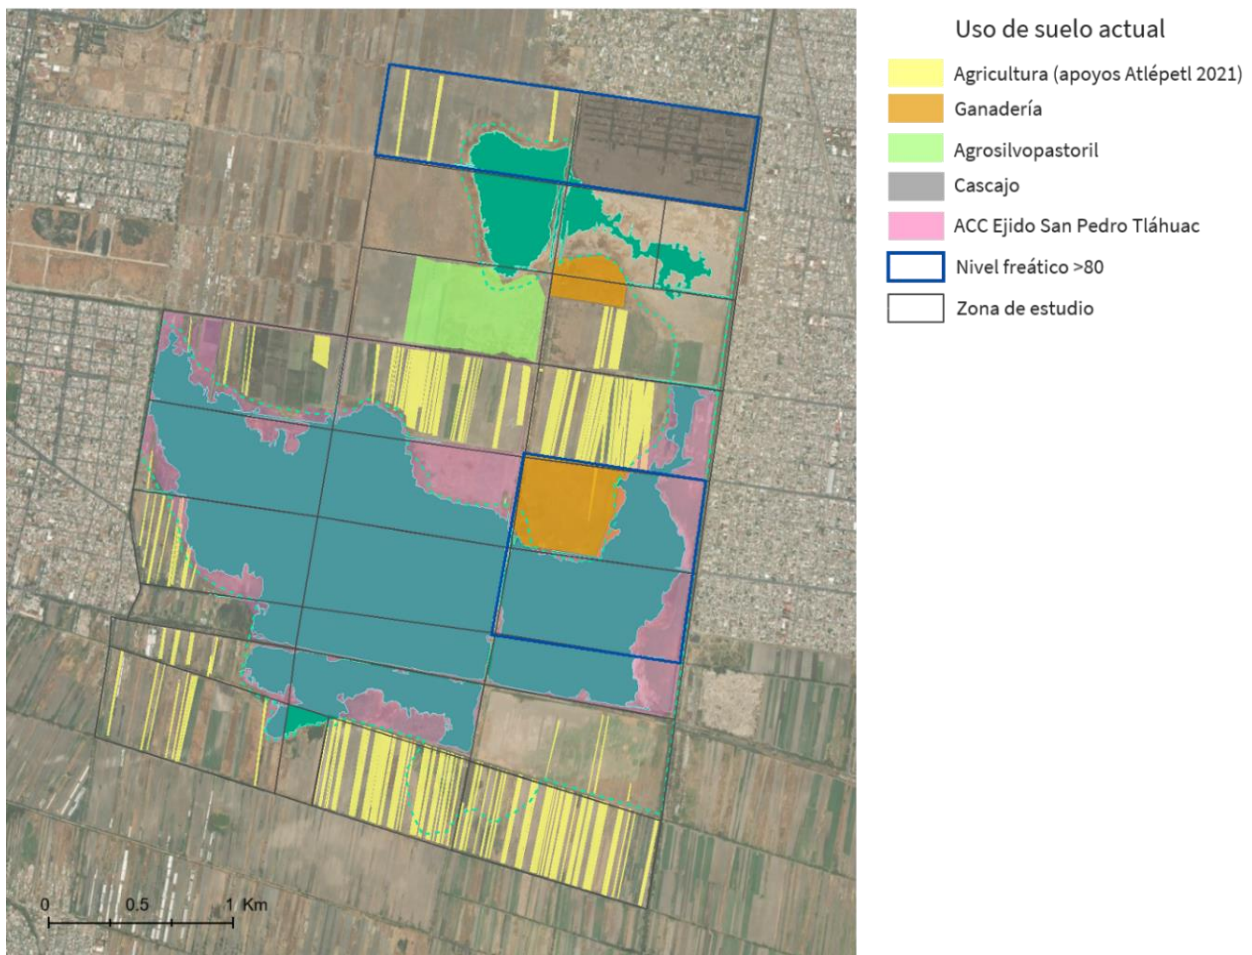 Uso de suelo actual
Agricultura (apoyos Atlépetl 2021)
Ganadería
Agrosilvopastoril
Cascajo
ACC Ejido San Pedro Tláhuac
Nivel freático >80
Zona de estudio
0 0.5 1 Km